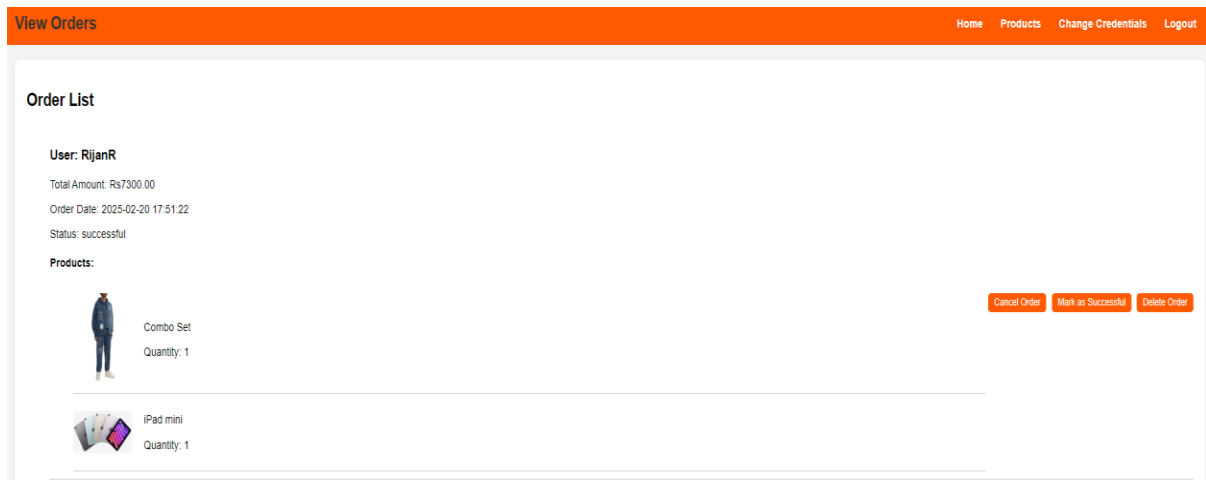 View Orders
Home Products Change Credentials Logout
Order List
User: RijanR
Total Amount: Rs7300.00
Order Date: 2025-02-20 17:51:22
Status: successful
Products:
Cancel Order Mark as Successful Delete Order
Combo Set
Quantity: 1
iPad mini
Quantity: 1